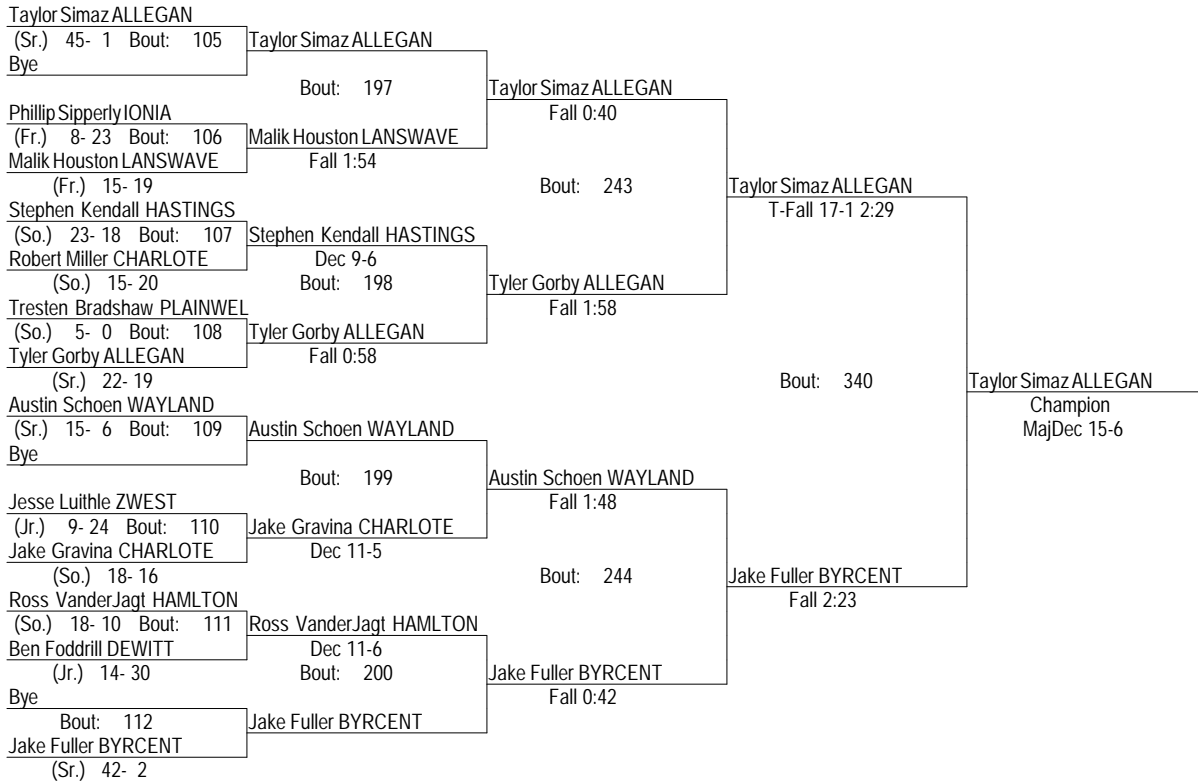 Taylor Simaz ALLEGAN
(Sr.) 45- 1 Bout: 105
Bye
Phillip Sipperly IONIA
(Fr.) 8- 23 Bout: 106
Malik Houston LANSWAVE
(Fr.) 15- 19
Stephen Kendall HASTINGS
(So.) 23- 18 Bout: 107
Robert Miller CHARLOTE
(So.) 15- 20
Tresten Bradshaw PLAINWEL
(So.) 5- 0 Bout: 108
Tyler Gorby ALLEGAN
(Sr.) 22- 19
Austin Schoen WAYLAND
(Sr.) 15- 6 Bout: 109
Bye
Jesse Luithle ZWEST
(Jr.) 9- 24 Bout: 110
Jake Gravina CHARLOTE
(So.) 18- 16
Ross VanderJagt HAMLTON
(So.) 18- 10 Bout: 111
Ben Foddrill DEWITT
(Jr.) 14- 30
Bye
Bout: 112
Jake Fuller BYRCENT
(Sr.) 42- 2
Taylor Simaz ALLEGAN
Bout: 197
Malik Houston LANSWAVE
Fall 1:54
Stephen Kendall HASTINGS
Dec 9-6
Bout: 198
Tyler Gorby ALLEGAN
Fall 0:58
Austin Schoen WAYLAND
Bout: 199
Jake Gravina CHARLOTE
Dec 11-5
Ross VanderJagt HAMLTON
Dec 11-6
Bout: 200
Jake Fuller BYRCENT
Taylor Simaz ALLEGAN
Fall 0:40
Bout: 243
Tyler Gorby ALLEGAN
Fall 1:58
Austin Schoen WAYLAND
Fall 1:48
Bout: 244
Jake Fuller BYRCENT
Fall 0:42
Taylor Simaz ALLEGAN
T-Fall 17-1 2:29
Bout: 340
Jake Fuller BYRCENT
Fall 2:23
Taylor Simaz ALLEGAN
Champion
MajDec 15-6